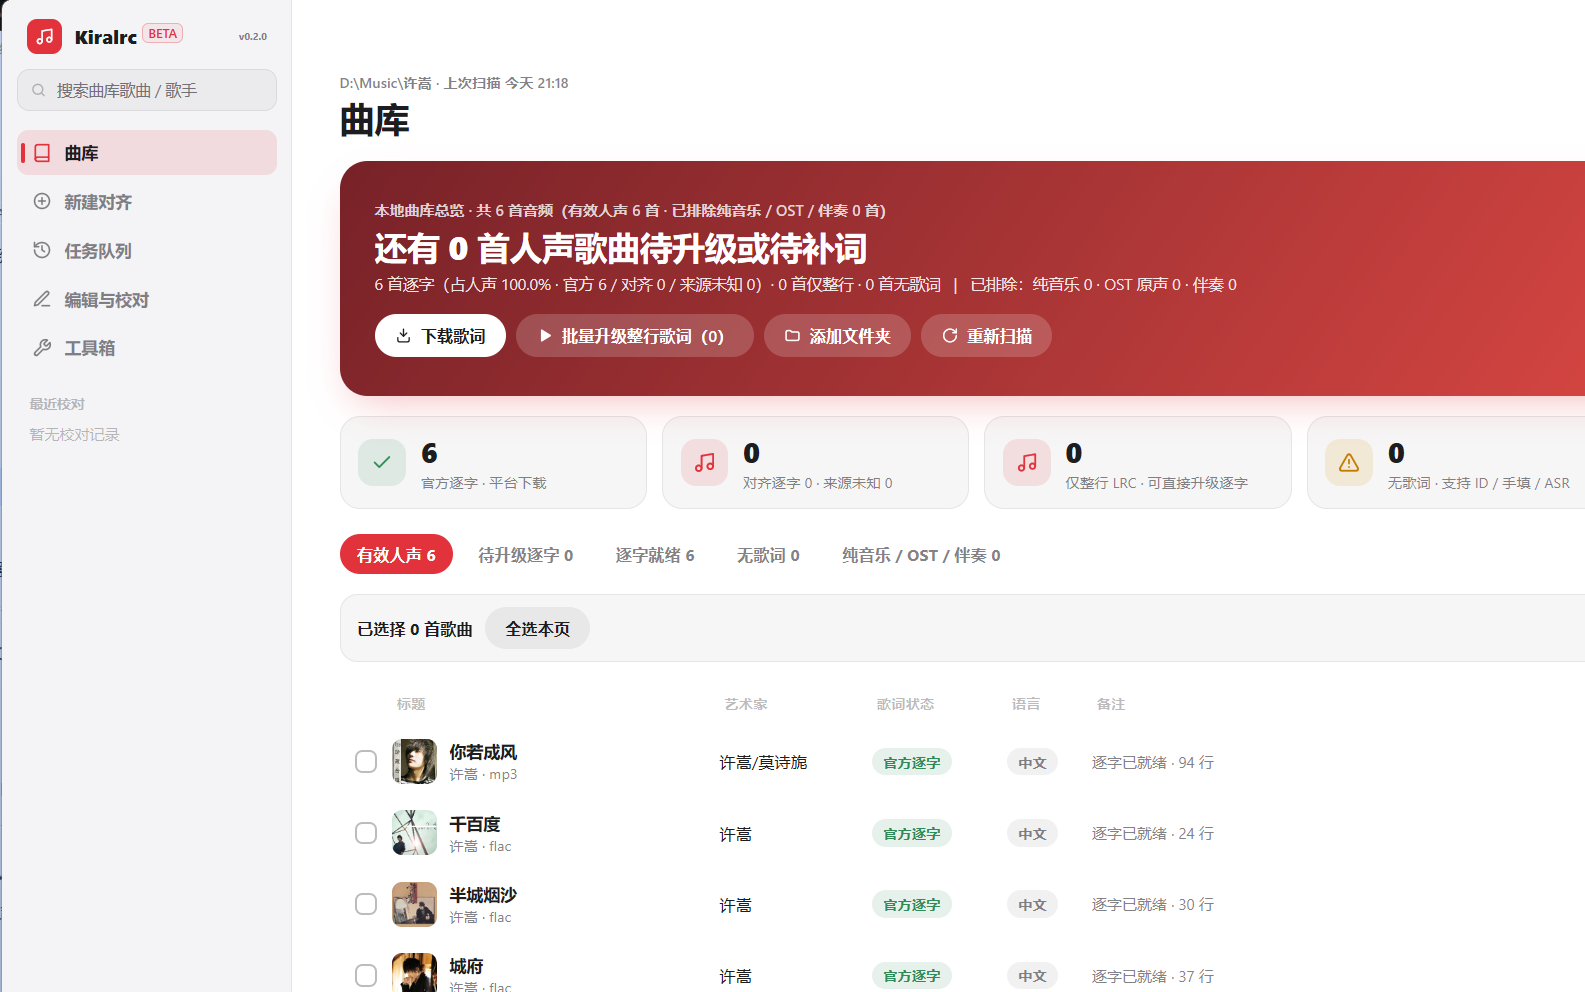 Kiralrc BETA v0.2.0
搜索曲库歌曲 / 歌手
曲库
新建对齐
任务队列
编辑与校对
工具箱
最近校对
暂无校对记录
D:\Music\许嵩 · 上次扫描 今天 21:18
曲库
本地曲库总览 · 共 6 首音频（有效人声 6 首 · 已排除纯音乐 / OST / 伴奏 0 首）
还有 0 首人声歌曲待升级或待补词
6 首逐字（占人声 100.0% · 官方 6 / 对齐 0 / 来源未知 0）· 0 首仅整行 · 0 首无歌词 | 已排除：纯音乐 0 · OST 原声 0 · 伴奏 0
下载歌词 批量升级整行歌词（0） 添加文件夹 重新扫描
6
官方逐字 · 平台下载
0
对齐逐字 0 · 来源未知 0
0
仅整行 LRC · 可直接升级逐字
0
无歌词 · 支持 ID / 手填 / ASR
有效人声 6 待升级逐字 0 逐字就绪 6 无歌词 0 纯音乐 / OST / 伴奏 0
已选择 0 首歌曲 全选本页
标题 艺术家 歌词状态 语言 备注
你若成风
许嵩 · mp3
许嵩/莫诗旎 官方逐字 中文 逐字已就绪 · 94 行
千百度
许嵩 · flac
许嵩 官方逐字 中文 逐字已就绪 · 24 行
半城烟沙
许嵩 · flac
许嵩 官方逐字 中文 逐字已就绪 · 30 行
城府
许嵩 · flac
许嵩 官方逐字 中文 逐字已就绪 · 37 行